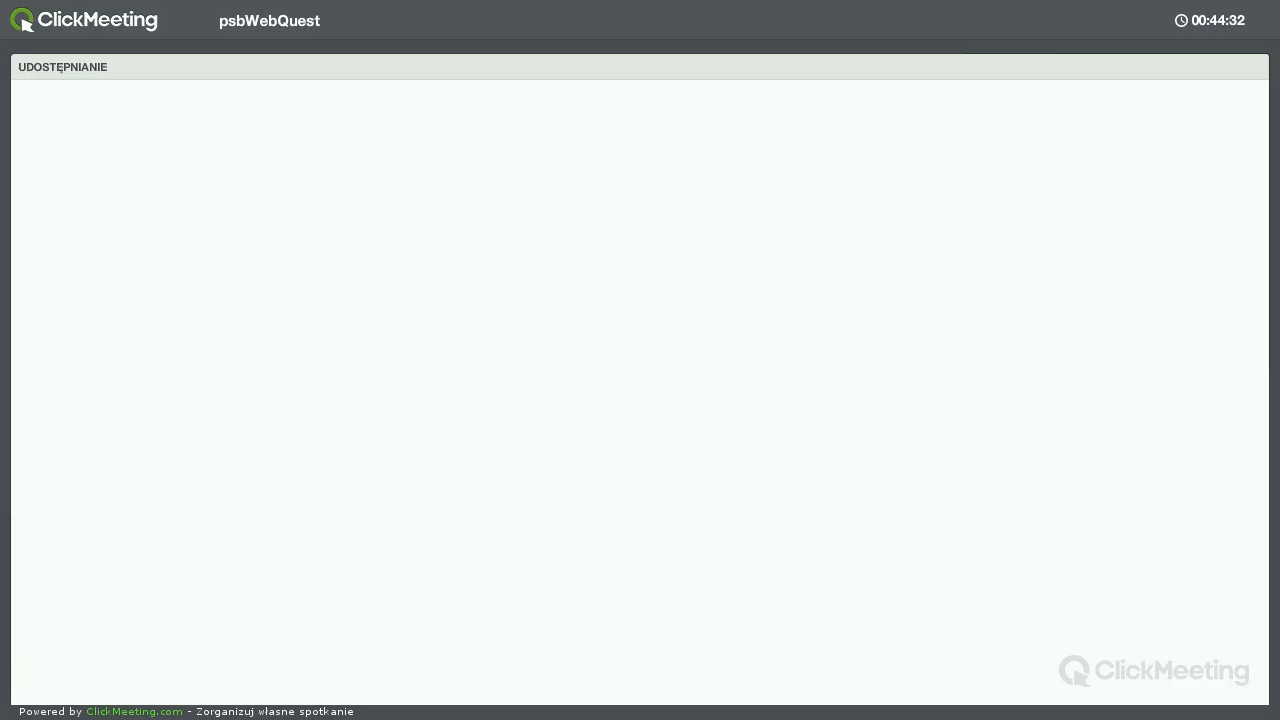 ClickMeeting psbWebQuest 00:44:32
UDOSTĘPNIANIE
ClickMeeting
Powered by ClickMeeting.com - Zorganizuj własne spotkanie